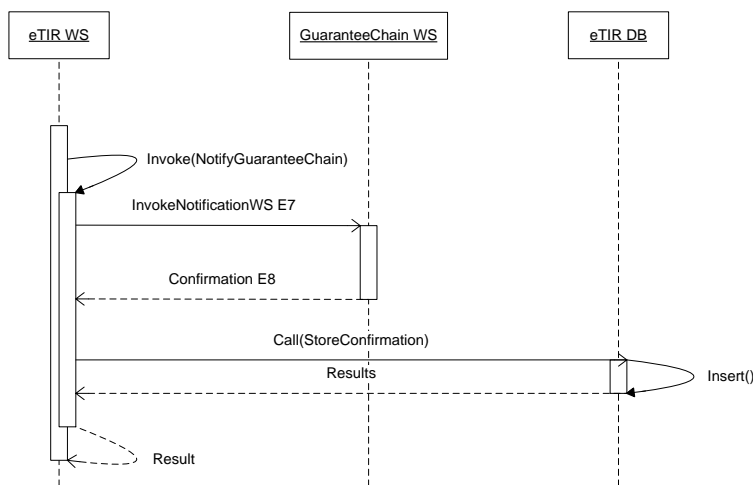 eTIR WS
GuaranteeChain WS
eTIR DB
Invoke(NotifyGuaranteeChain)
InvokeNotificationWS E7
Confirmation E8
Call(StoreConfirmation)
Results
Insert()
Result